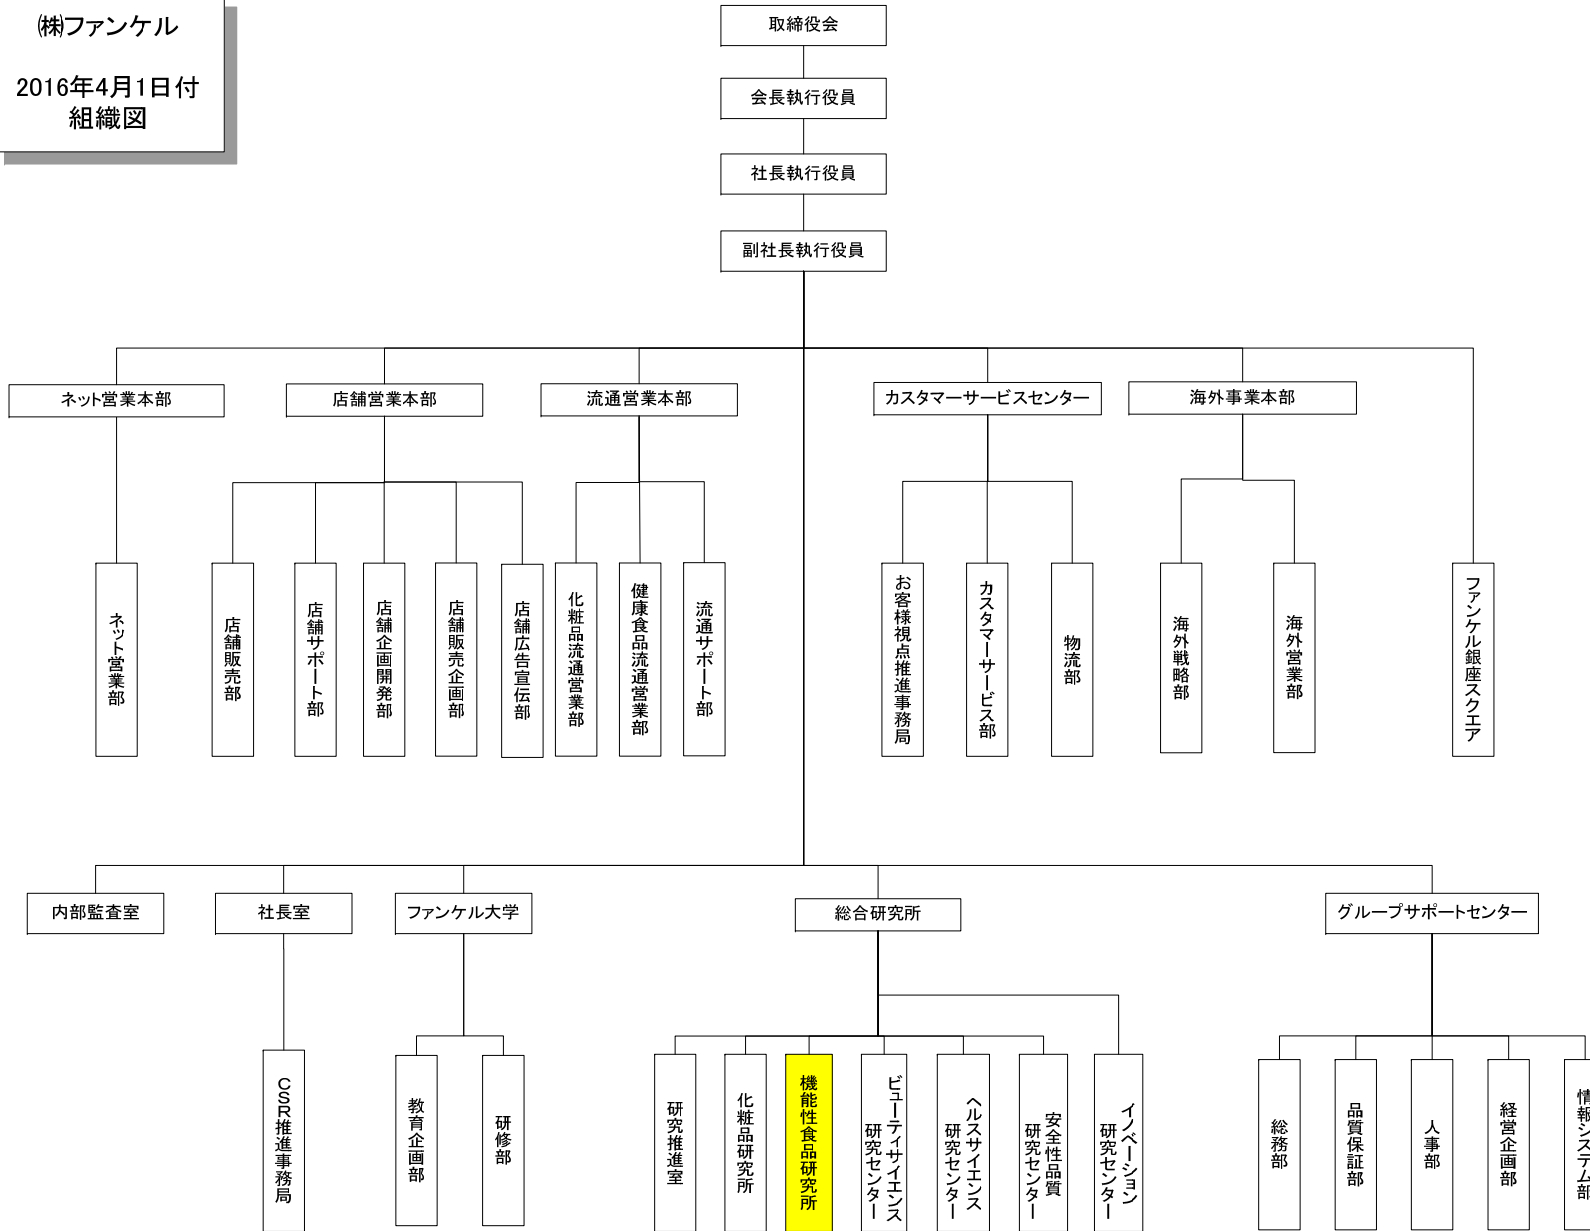 ㈱ファンケル
2016年4月1日付
組織図
取締役会
会長執行役員
社長執行役員
副社長執行役員
ネット営業本部
店舗営業本部
流通営業本部
カスタマーサービスセンター
海外事業本部
ネット営業部
店舗販売部
店舗サポート部
店舗企画開発部
店舗販売企画部
店舗広告宣伝部
化粧品流通営業部
健康食品流通営業部
流通サポート部
お客様視点推進事務局
カスタマーサービス部
物流部
海外戦略部
海外営業部
ファンケル銀座スクエア
内部監査室
社長室
ファンケル大学
総合研究所
グループサポートセンター
CSR推進事務局
教育企画部
研修部
研究推進室
化粧品研究所
機能性食品研究所
ビューティサイエンス
研究センター
ヘルスサイエンス
研究センター
安全性品質
研究センター
イノベーション
研究センター
総務部
品質保証部
人事部
経営企画部
情報システム部